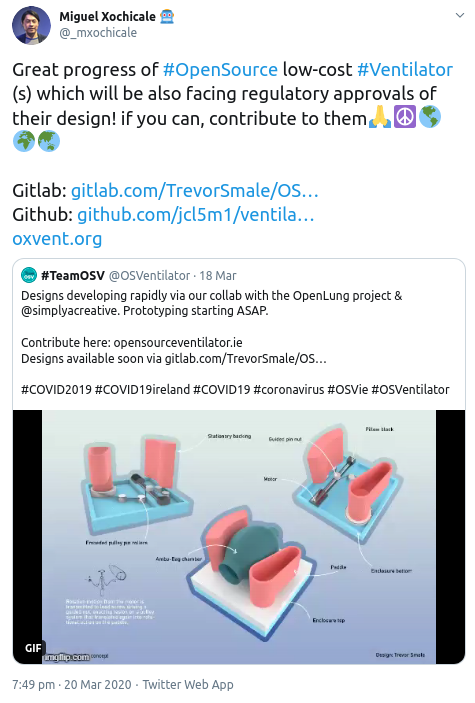 Miguel Xochicale
@_mxochicale
Great progress of #OpenSource low-cost #Ventilator
(s) which will be also facing regulatory approvals of
their design! if you can, contribute to them🙏☮️🌎
🌍🌏
Gitlab: gitlab.com/TrevorSmale/OS…
Github: github.com/jcl5m1/ventila…
oxvent.org
OSV
#TeamOSV @OSVentilator · 18 Mar
Designs developing rapidly via our collab with the OpenLung project &
@simplyacreative. Prototyping starting ASAP.
Contribute here: opensourceventilator.ie
Designs available soon via gitlab.com/TrevorSmale/OS…
#COVID2019 #COVID19ireland #COVID19 #coronavirus #OSVie #OSVentilator
Stationary backing
Guided pin nut
Pillow block
Motor
Encoded pulley pin rollers
Ambu-Bag chamber
Paddle
Enclosure bottom
Enclosure top
GIF
imgflip.com
concept
Design: Trevor Smale
7:49 pm · 20 Mar 2020 · Twitter Web App